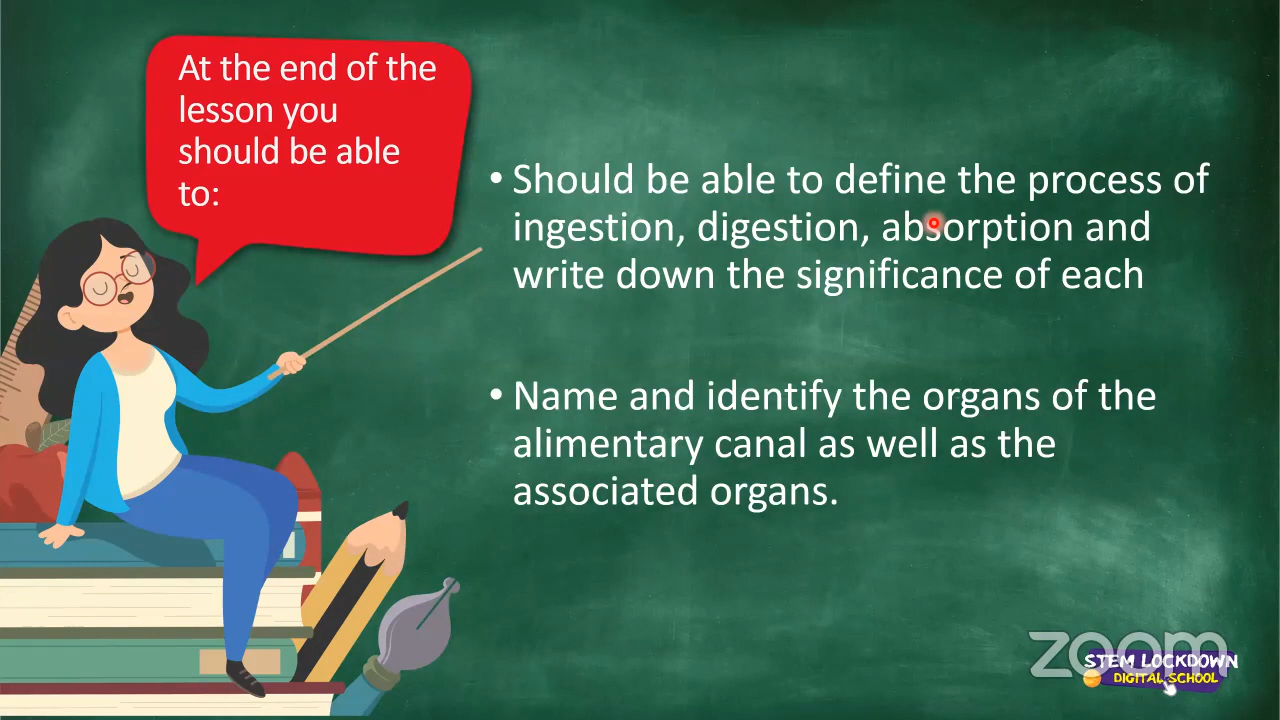 At the end of the
lesson you
should be able
to:
• Should be able to define the process of
ingestion, digestion, absorption and
write down the significance of each
• Name and identify the organs of the
alimentary canal as well as the
associated organs.
zoom
STEM LOCKDOWN
DIGITAL SCHOOL